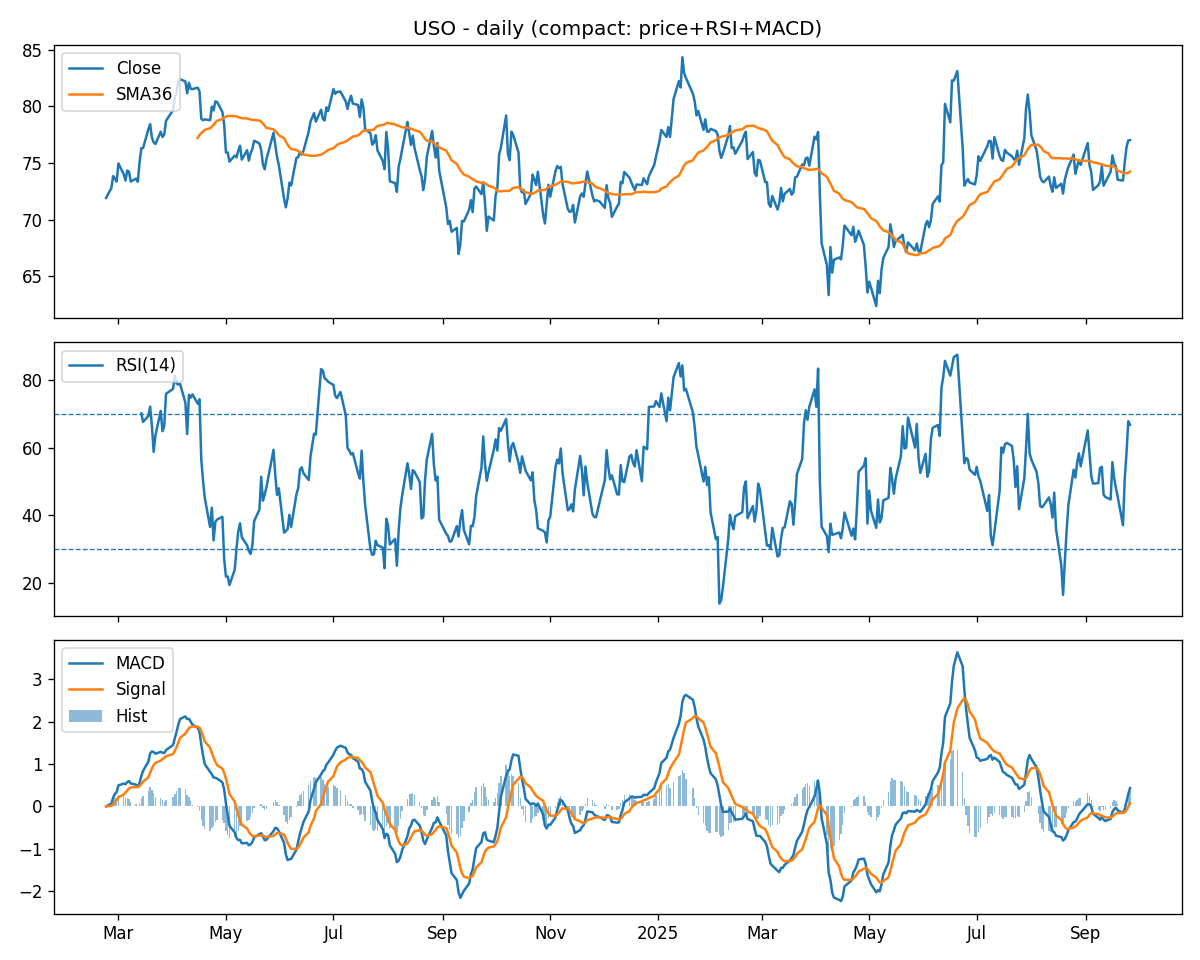 USO - daily (compact: price+RSI+MACD)
85
80
75
70
65
Close
SMA36
80
60
40
20
RSI(14)
3
2
1
0
−1
−2
MACD
Signal
Hist
Mar May Jul Sep Nov 2025 Mar May Jul Sep